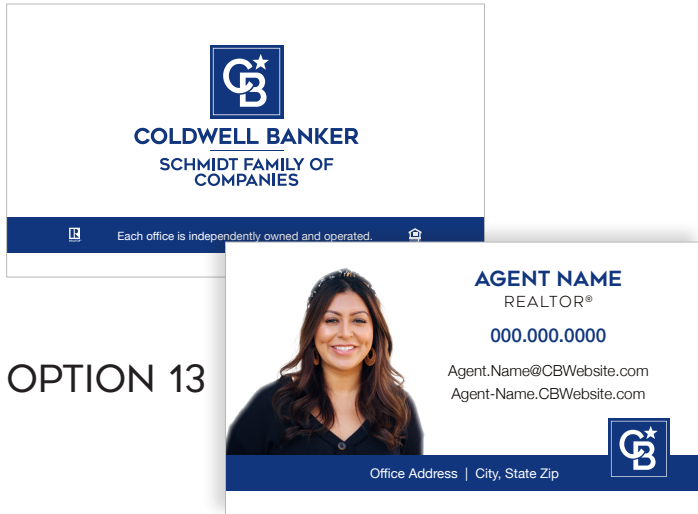 CB
COLDWELL BANKER
SCHMIDT FAMILY OF
COMPANIES
R
Each office is independently owned and operated.
AGENT NAME
REALTOR®
000.000.0000
Agent.Name@CBWebsite.com
Agent-Name.CBWebsite.com
OPTION 13
CB
Office Address | City, State Zip